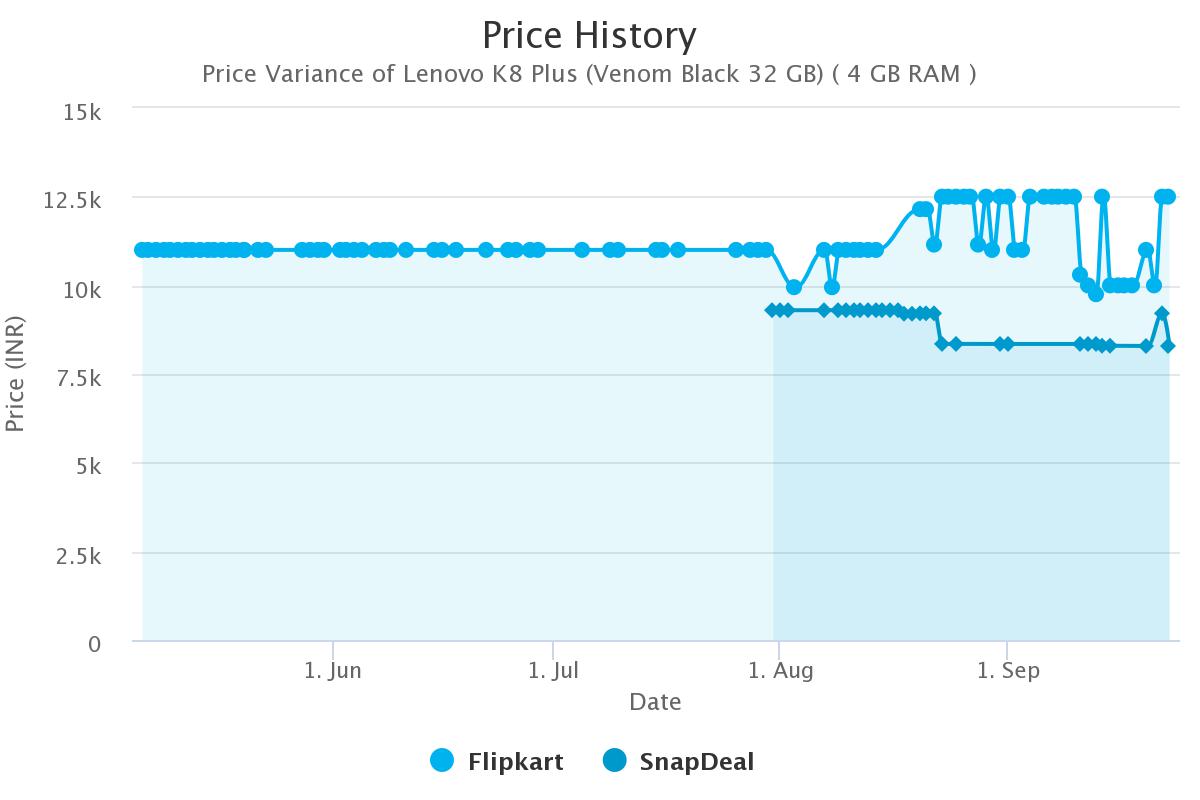 Price History
Price Variance of Lenovo K8 Plus (Venom Black 32 GB) ( 4 GB RAM )
15k
12.5k
10k
7.5k
5k
2.5k
0
Price (INR)
1. Jun 1. Jul 1. Aug 1. Sep
Date
Flipkart SnapDeal